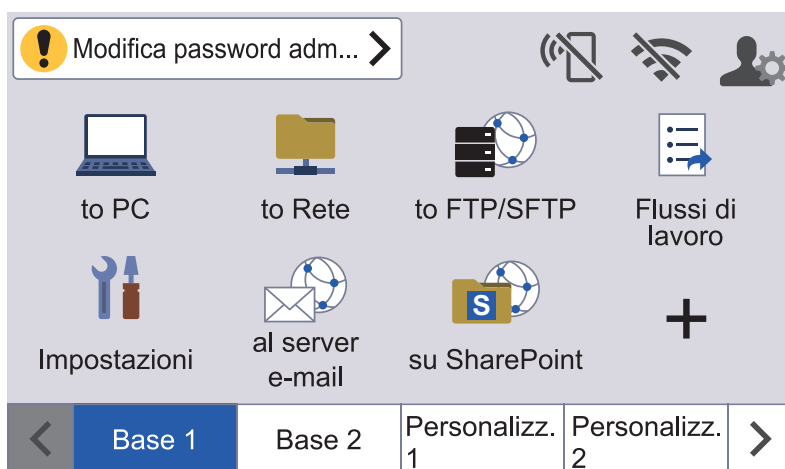 Modifica password adm...
to PC
to Rete
to FTP/SFTP
Flussi di
lavoro
Impostazioni
al server
e-mail
S
su SharePoint
Base 1
Base 2
Personalizz.
1
Personalizz.
2